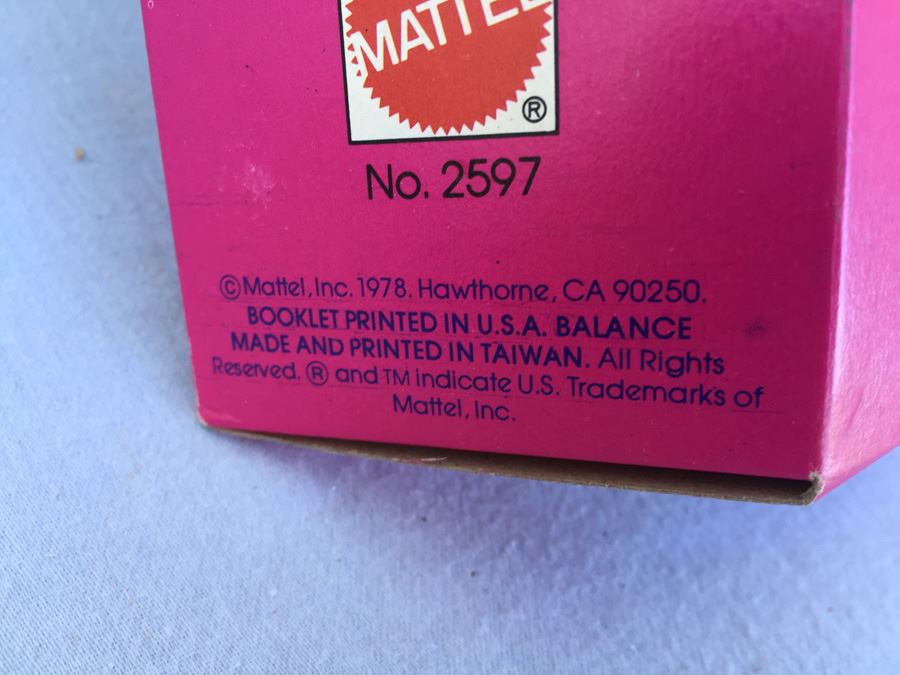 MATTEL
®
No. 2597
©Mattel, Inc. 1978. Hawthorne, CA 90250.
BOOKLET PRINTED IN U.S.A. BALANCE
MADE AND PRINTED IN TAIWAN. All Rights
Reserved. ® and TM indicate U.S. Trademarks of
Mattel, Inc.